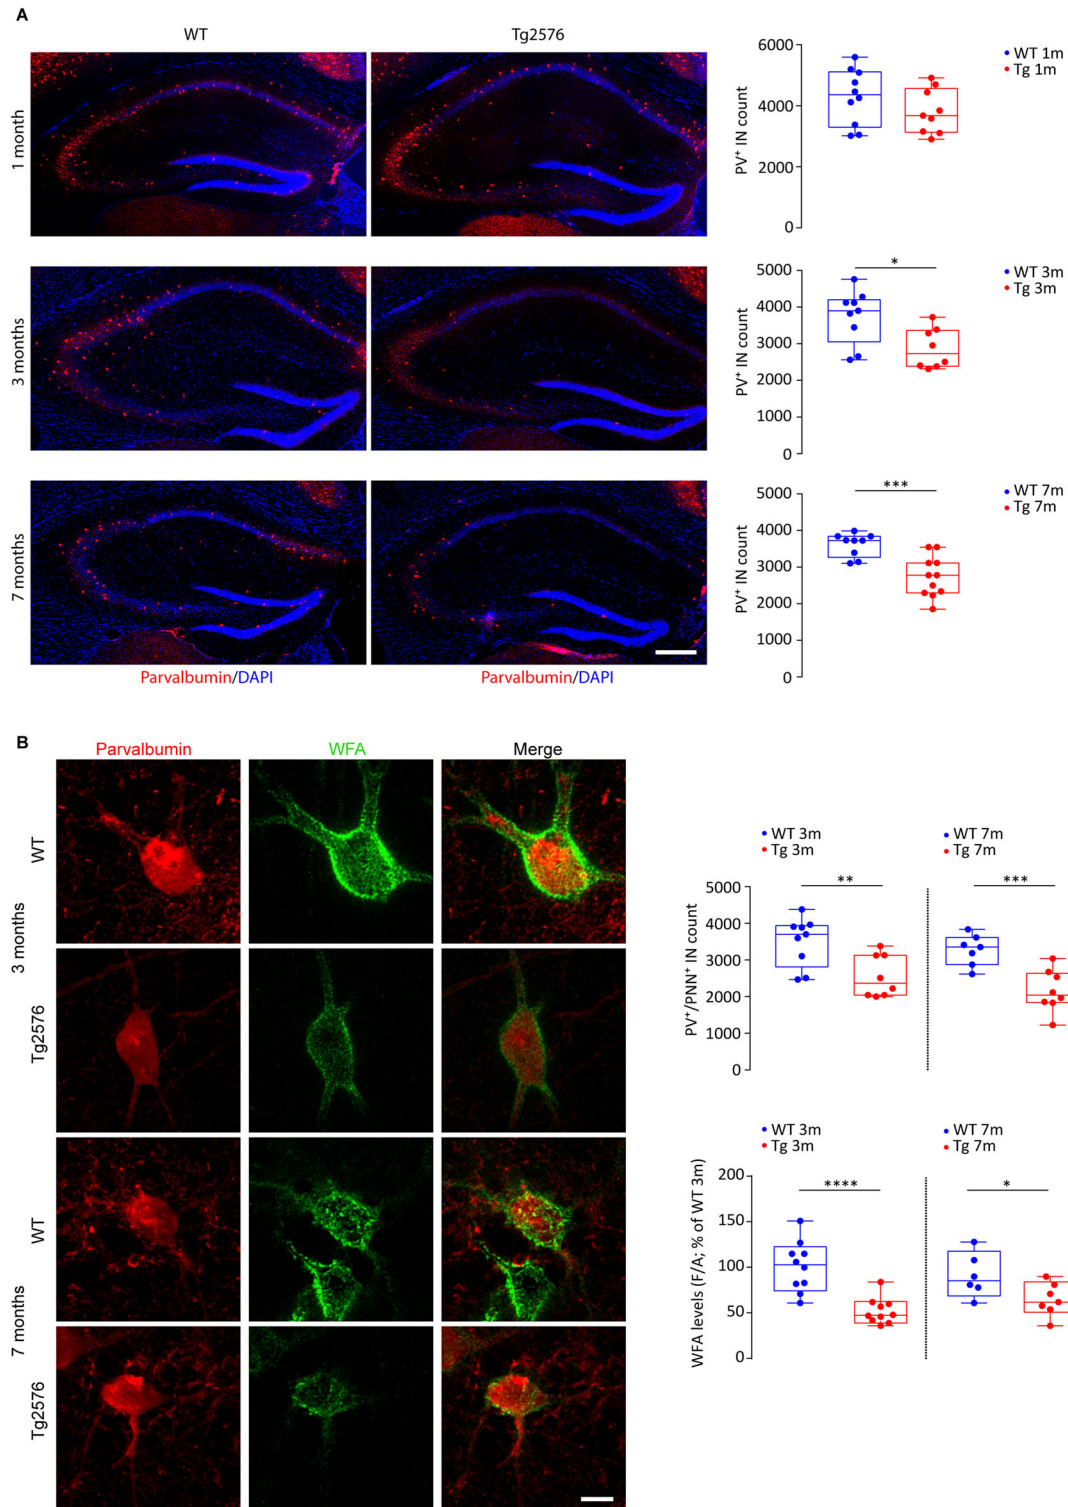 A
WT
Tg2576
1 month
6000
4000
2000
0
PV⁺ IN count
WT 1m
Tg 1m
3 months
5000
4000
3000
2000
1000
0
PV⁺ IN count
*
WT 3m
Tg 3m
7 months
5000
4000
3000
2000
1000
0
PV⁺ IN count
***
WT 7m
Tg 7m
Parvalbumin/DAPI
Parvalbumin/DAPI
B
Parvalbumin
WFA
Merge
3 months
WT
Tg2576
7 months
WT
Tg2576
WT 3m
Tg 3m
WT 7m
Tg 7m
**
***
5000
4000
3000
2000
1000
0
PV⁺/PNN⁺ IN count
WT 3m
Tg 3m
WT 7m
Tg 7m
****
*
200
150
100
50
0
WFA levels (F/A; % of WT 3m)